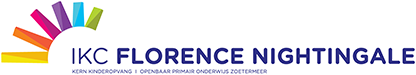 IKC FLORENCE NIGHTINGALE
KERN KINDEROPVANG | OPENBAAR PRIMAIR ONDERWIJS ZOETERMEER